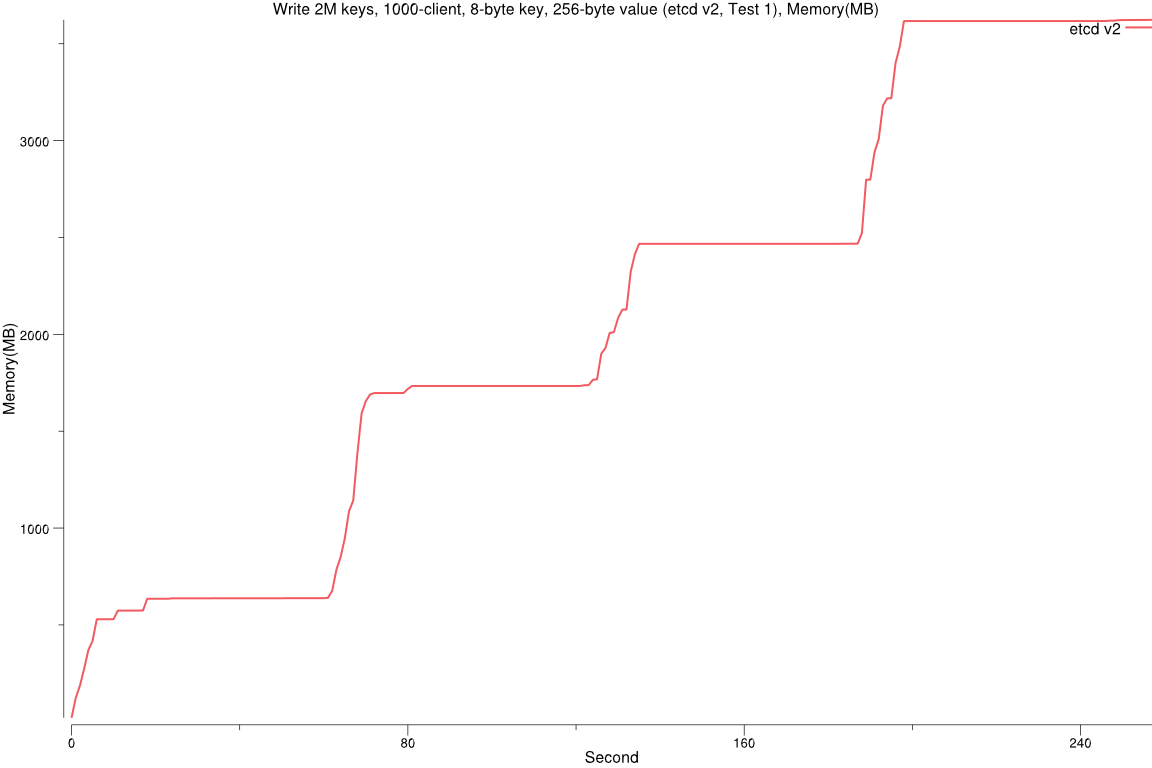 Write 2M keys, 1000-client, 8-byte key, 256-byte value (etcd v2, Test 1), Memory(MB)
etcd v2
3000
2000
1000
Memory(MB)
0 80 160 240
Second